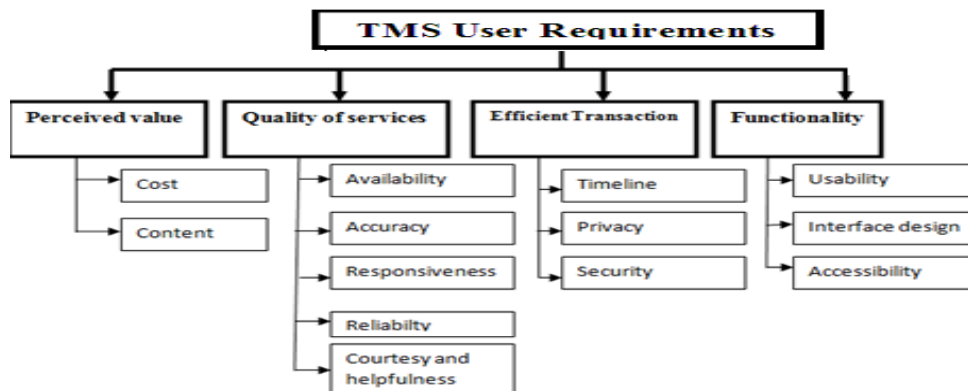 TMS User Requirements
Perceived value
Quality of services
Efficient Transaction
Functionality
Cost
Content
Availability
Accuracy
Responsiveness
Reliabilty
Courtesy and
helpfulness
Timeline
Privacy
Security
Usability
Interface design
Accessibility